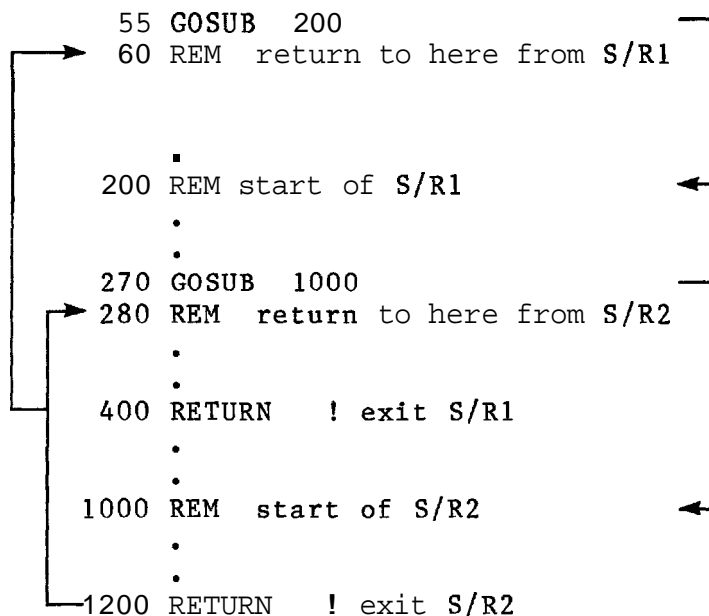 55 GOSUB 200
60 REM return to here from S/R1
.
200 REM start of S/R1
.
.
270 GOSUB 1000
280 REM return to here from S/R2
.
.
400 RETURN ! exit S/R1
.
.
1000 REM start of S/R2
.
.
1200 RETURN ! exit S/R2